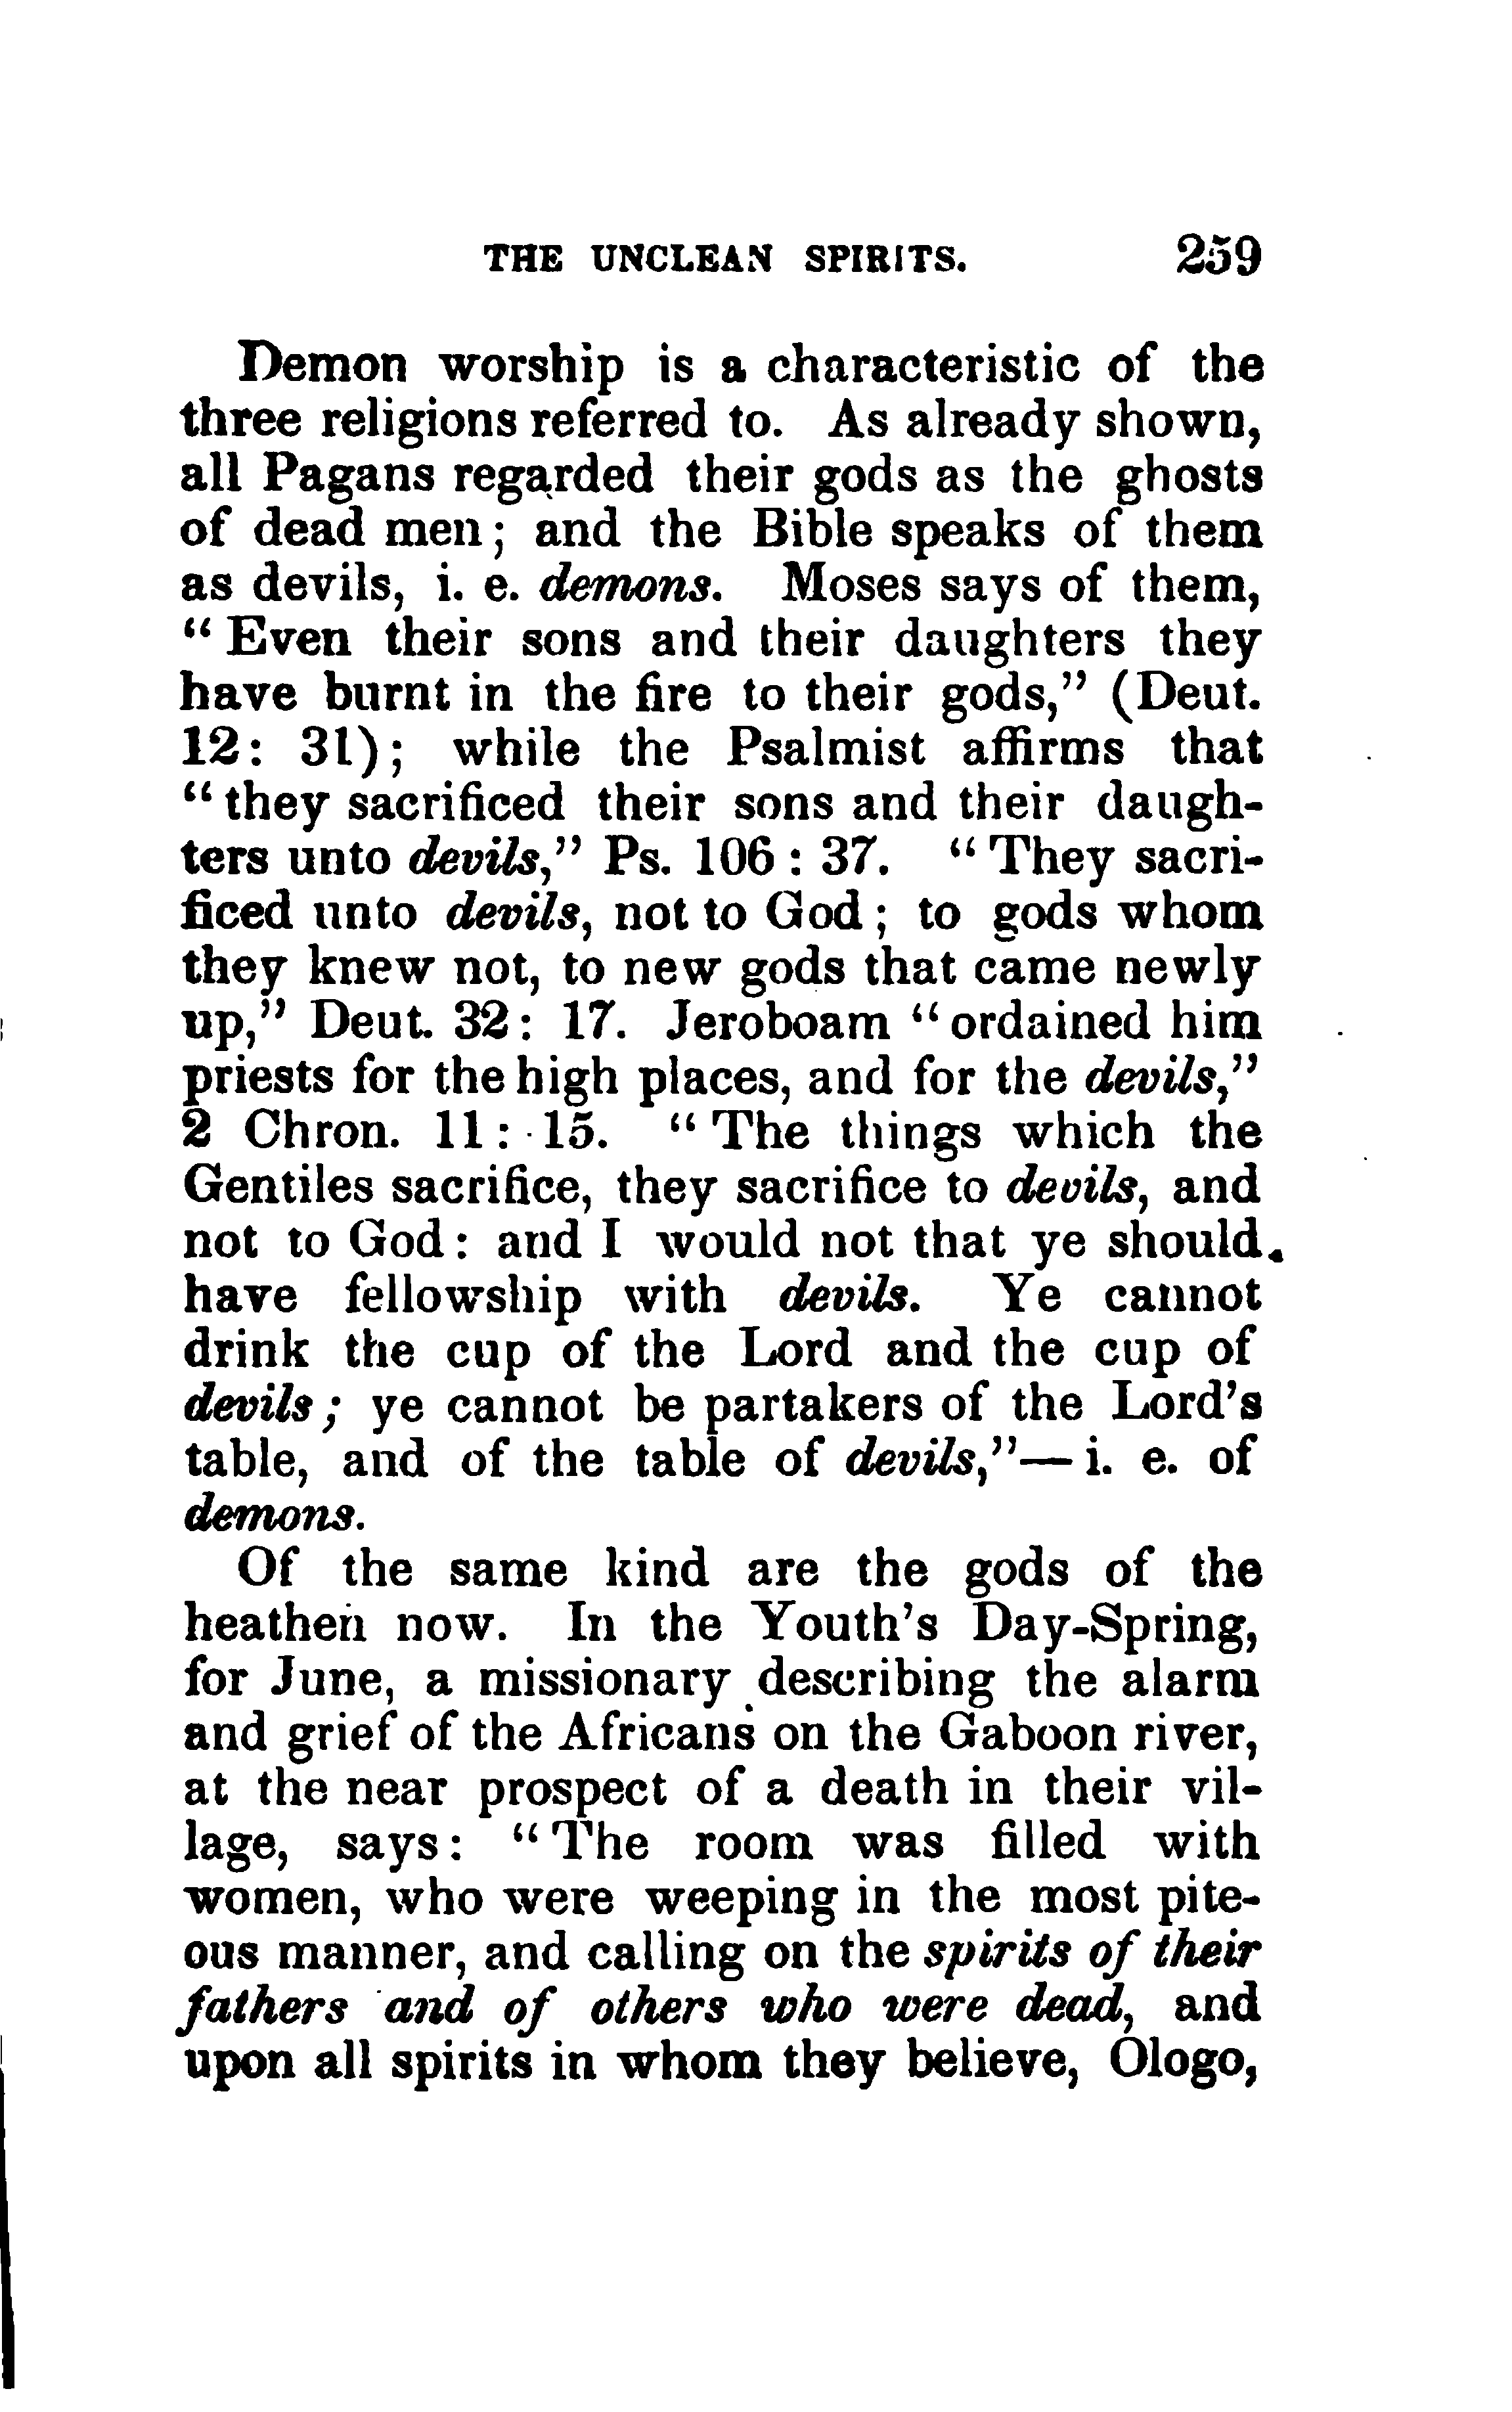 THE UNCLEAN SPIRITS. 259
Demon worship is a characteristic of the
three religions referred to. As already shown,
all Pagans regarded their gods as the ghosts
of dead men; and the Bible speaks of them
as devils, i. e. demons. Moses says of them,
“Even their sons and their daughters they
have burnt in the fire to their gods,” (Deut.
12: 31); while the Psalmist affirms that
“they sacrificed their sons and their daugh-
ters unto devils,” Ps. 106: 37. “They sacri-
ficed unto devils, not to God; to gods whom
they knew not, to new gods that came newly
up,” Deut. 32: 17. Jeroboam “ordained him
priests for the high places, and for the devils,”
2 Chron. 11: 15. “The things which the
Gentiles sacrifice, they sacrifice to devils, and
not to God: and I would not that ye should
have fellowship with devils. Ye cannot
drink the cup of the Lord and the cup of
devils; ye cannot be partakers of the Lord’s
table, and of the table of devils,”—i. e. of
demons.
Of the same kind are the gods of the
heathen now. In the Youth’s Day-Spring,
for June, a missionary describing the alarm
and grief of the Africans on the Gaboon river,
at the near prospect of a death in their vil-
lage, says: “The room was filled with
women, who were weeping in the most pite-
ous manner, and calling on the spirits of their
fathers and of others who were dead, and
upon all spirits in whom they believe, Ologo,